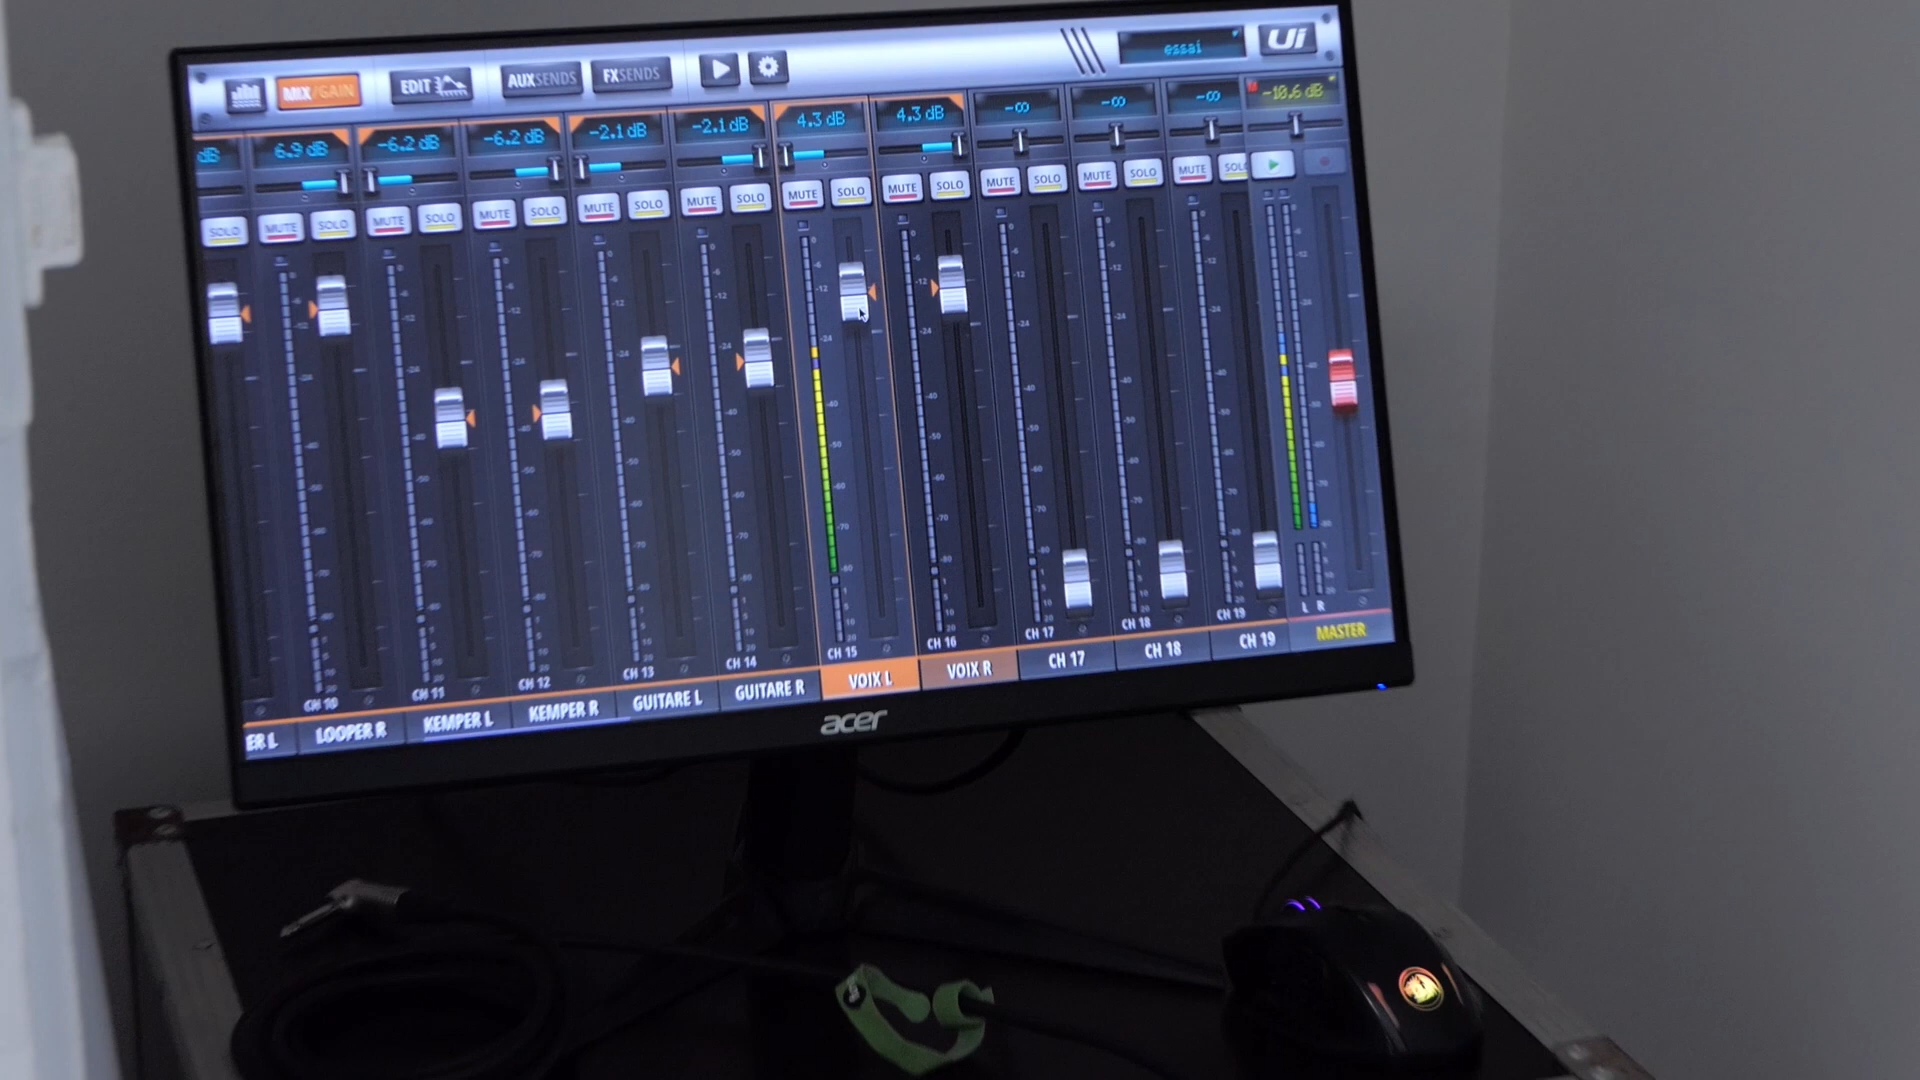 MIX/GAIN EDIT AUXSENDS FXSENDS essai Ui
dB 6.9 dB -6.2 dB -6.2 dB -2.1 dB -2.1 dB 4.3 dB 4.3 dB -∞ -∞ -∞ -10.6 dB
SOLO MUTE SOLO MUTE SOLO MUTE SOLO MUTE SOLO MUTE SOLO MUTE SOLO MUTE SOLO MUTE SOLO MUTE SOLO MUTE SOLO
CH 10 CH 11 CH 12 CH 13 CH 14 CH 15 CH 16 CH 17 CH 18 CH 19 L R
ER L LOOPER R KEMPER L KEMPER R GUITARE L GUITARE R VOIX L VOIX R CH 17 CH 18 CH 19 MASTER
acer